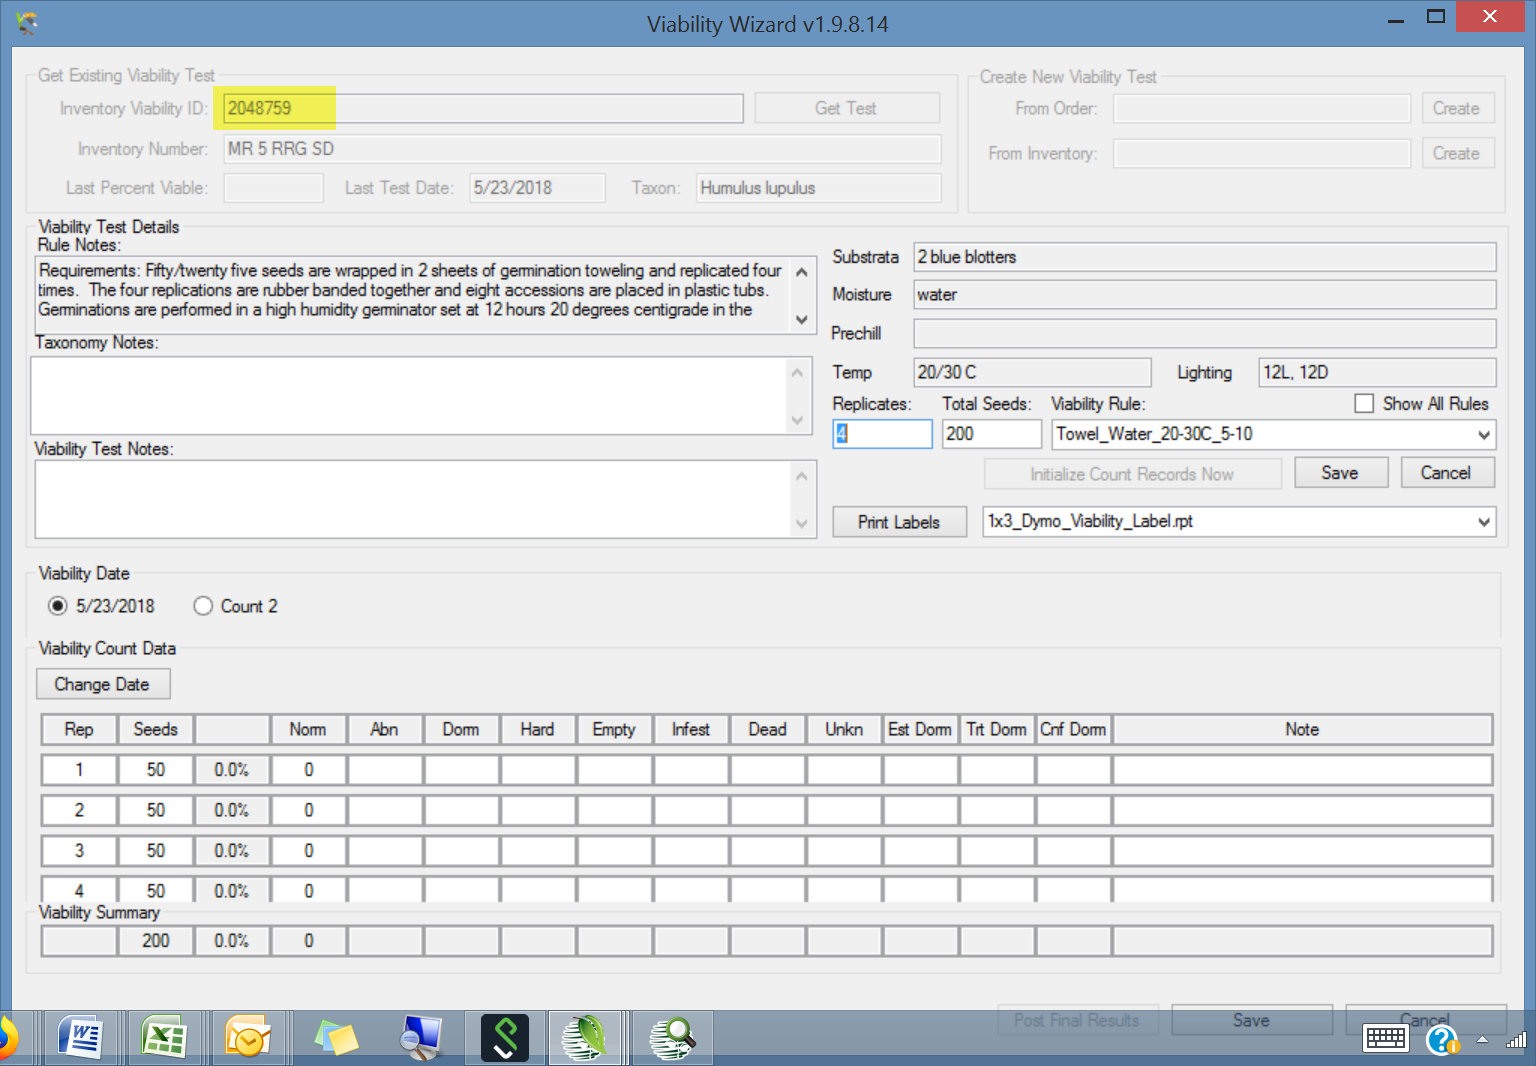 Viability Wizard v1.9.8.14
Get Existing Viability Test
Inventory Viability ID: 2048759 Get Test
Inventory Number: MR 5 RRG SD
Last Percent Viable: Last Test Date: 5/23/2018 Taxon: Humulus lupulus
Create New Viability Test
From Order: Create
From Inventory: Create
Viability Test Details
Rule Notes:
Requirements: Fifty/twenty five seeds are wrapped in 2 sheets of germination toweling and replicated four
times. The four replications are rubber banded together and eight accessions are placed in plastic tubs.
Germinations are performed in a high humidity germinator set at 12 hours 20 degrees centigrade in the
Taxonomy Notes:
Viability Test Notes:
Substrata 2 blue blotters
Moisture water
Prechill
Temp 20/30 C Lighting 12L, 12D
Replicates: Total Seeds: Viability Rule: Show All Rules
4 200 Towel_Water_20-30C_5-10
Initialize Count Records Now Save Cancel
Print Labels 1x3_Dymo_Viability_Label.rpt
Viability Date
5/23/2018 Count 2
Viability Count Data
Change Date
Rep Seeds Norm Abn Dorm Hard Empty Infest Dead Unkn Est Dorm Trt Dorm Cnf Dorm Note
1 50 0.0% 0
2 50 0.0% 0
3 50 0.0% 0
4 50 0.0% 0
Viability Summary
200 0.0% 0
Post Final Results Save Cancel